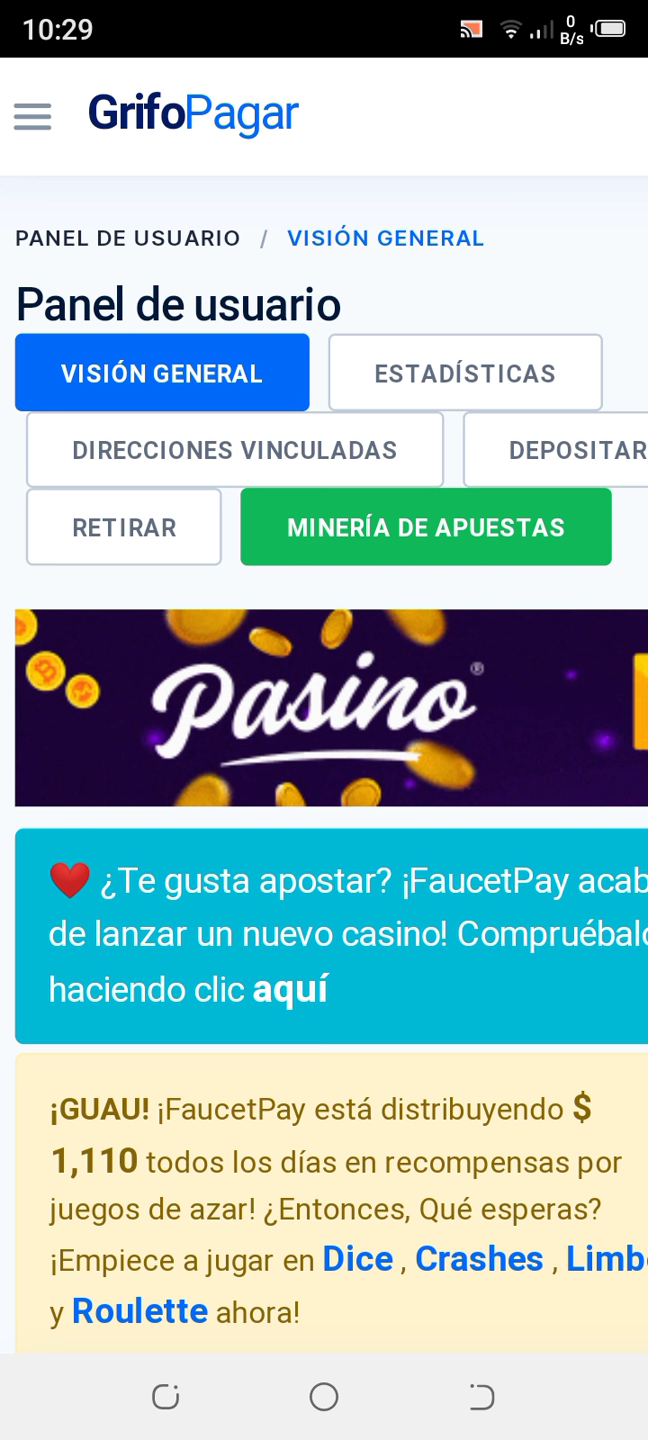 10:29
0
B/s
GrifoPagar
PANEL DE USUARIO / VISIÓN GENERAL
Panel de usuario
VISIÓN GENERAL
ESTADÍSTICAS
DIRECCIONES VINCULADAS
DEPOSITAR
RETIRAR
MINERÍA DE APUESTAS
Pasino®
❤️ ¿Te gusta apostar? ¡FaucetPay acab
de lanzar un nuevo casino! Compruébalo
haciendo clic aquí
¡GUAU! ¡FaucetPay está distribuyendo $
1,110 todos los días en recompensas por
juegos de azar! ¿Entonces, Qué esperas?
¡Empiece a jugar en Dice , Crashes , Limb
y Roulette ahora!